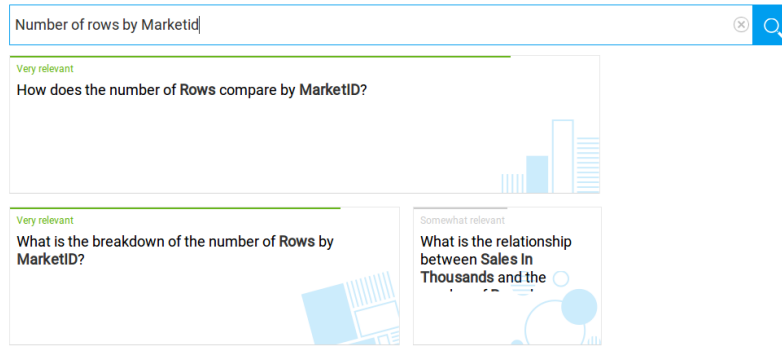 Number of rows by Marketid
Very relevant
How does the number of Rows compare by MarketID?
Very relevant
What is the breakdown of the number of Rows by
MarketID?
Somewhat relevant
What is the relationship
between Sales In
Thousands and the